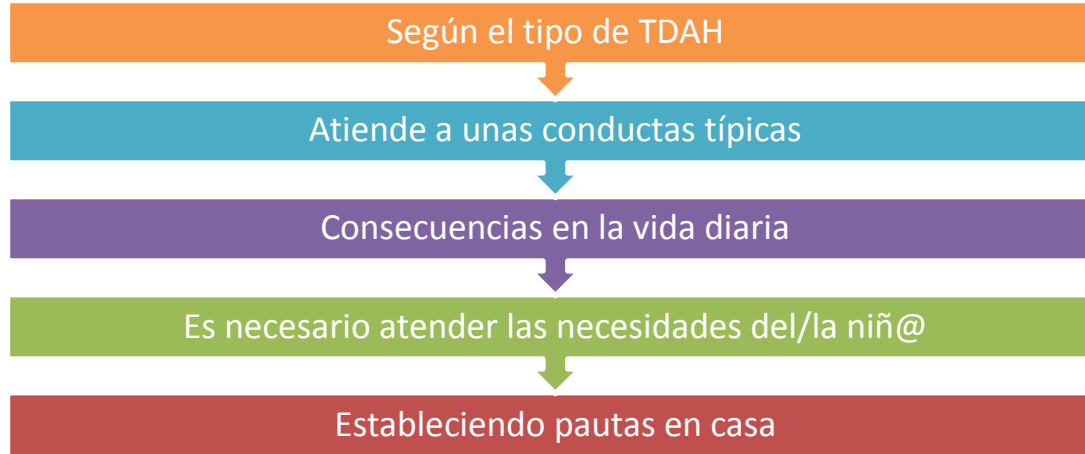 Según el tipo de TDAH
Atiende a unas conductas típicas
Consecuencias en la vida diaria
Es necesario atender las necesidades del/la niñ@
Estableciendo pautas en casa